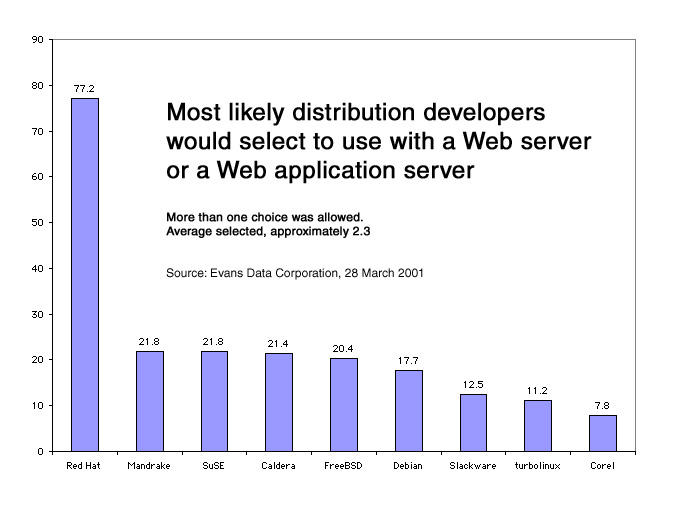 90
80
70
60
50
40
30
20
10
0
77.2
21.8
21.8
21.4
20.4
17.7
12.5
11.2
7.8
Most likely distribution developers
would select to use with a Web server
or a Web application server
More than one choice was allowed.
Average selected, approximately 2.3
Source: Evans Data Corporation, 28 March 2001
Red Hat
Mandrake
SuSE
Caldera
FreeBSD
Debian
Slackware
turbolinux
Corel